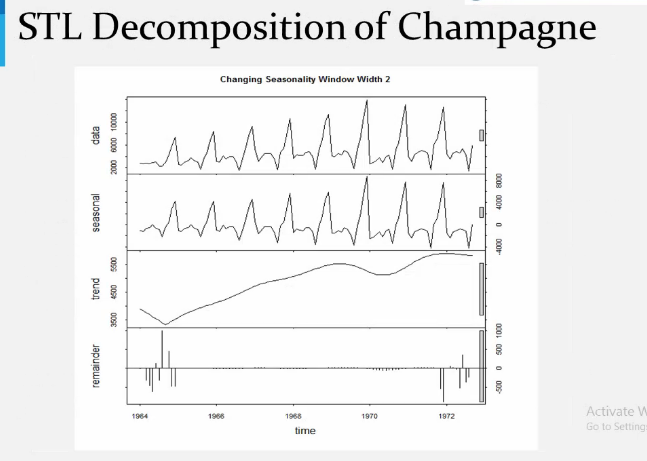 STL Decomposition of Champagne
Changing Seasonality Window Width 2
data
2000 6000 10000
seasonal
-4000 0 4000 8000
trend
3500 4500 5500
remainder
-500 0 500 1000
1964 1966 1968 1970 1972
time
Activate W
Go to Settings